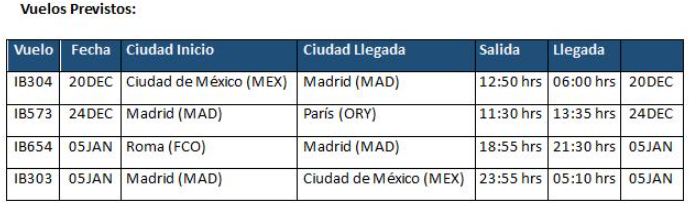 Vuelos Previstos:
Vuelo Fecha Ciudad Inicio Ciudad Llegada Salida Llegada
IB304 20DEC Ciudad de México (MEX) Madrid (MAD) 12:50 hrs 06:00 hrs 20DEC
IB573 24DEC Madrid (MAD) París (ORY) 11:30 hrs 13:35 hrs 24DEC
IB654 05JAN Roma (FCO) Madrid (MAD) 18:55 hrs 21:30 hrs 05JAN
IB303 05JAN Madrid (MAD) Ciudad de México (MEX) 23:55 hrs 05:10 hrs 05JAN